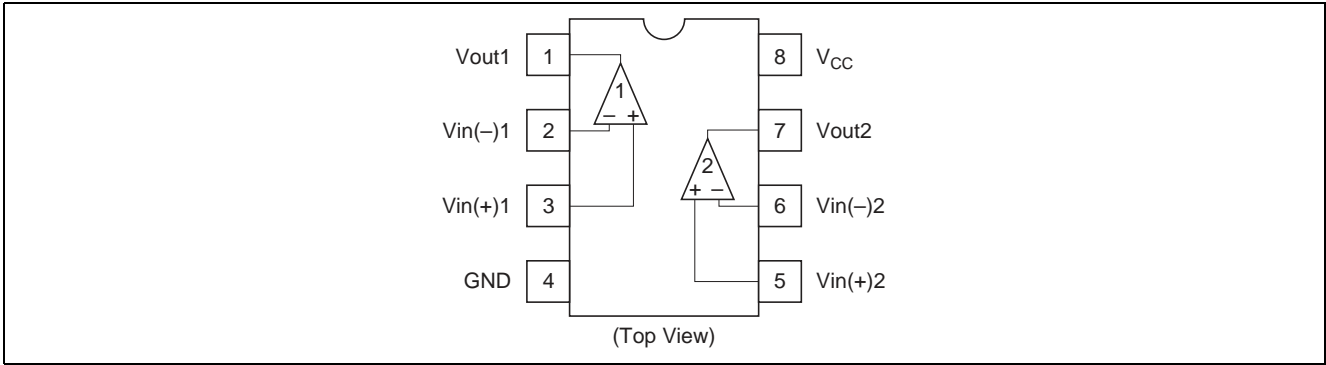 Vout1 1 8 VCC
1
Vin(–)1 2 – + 7 Vout2
2
Vin(+)1 3 + – 6 Vin(–)2
GND 4 5 Vin(+)2
(Top View)